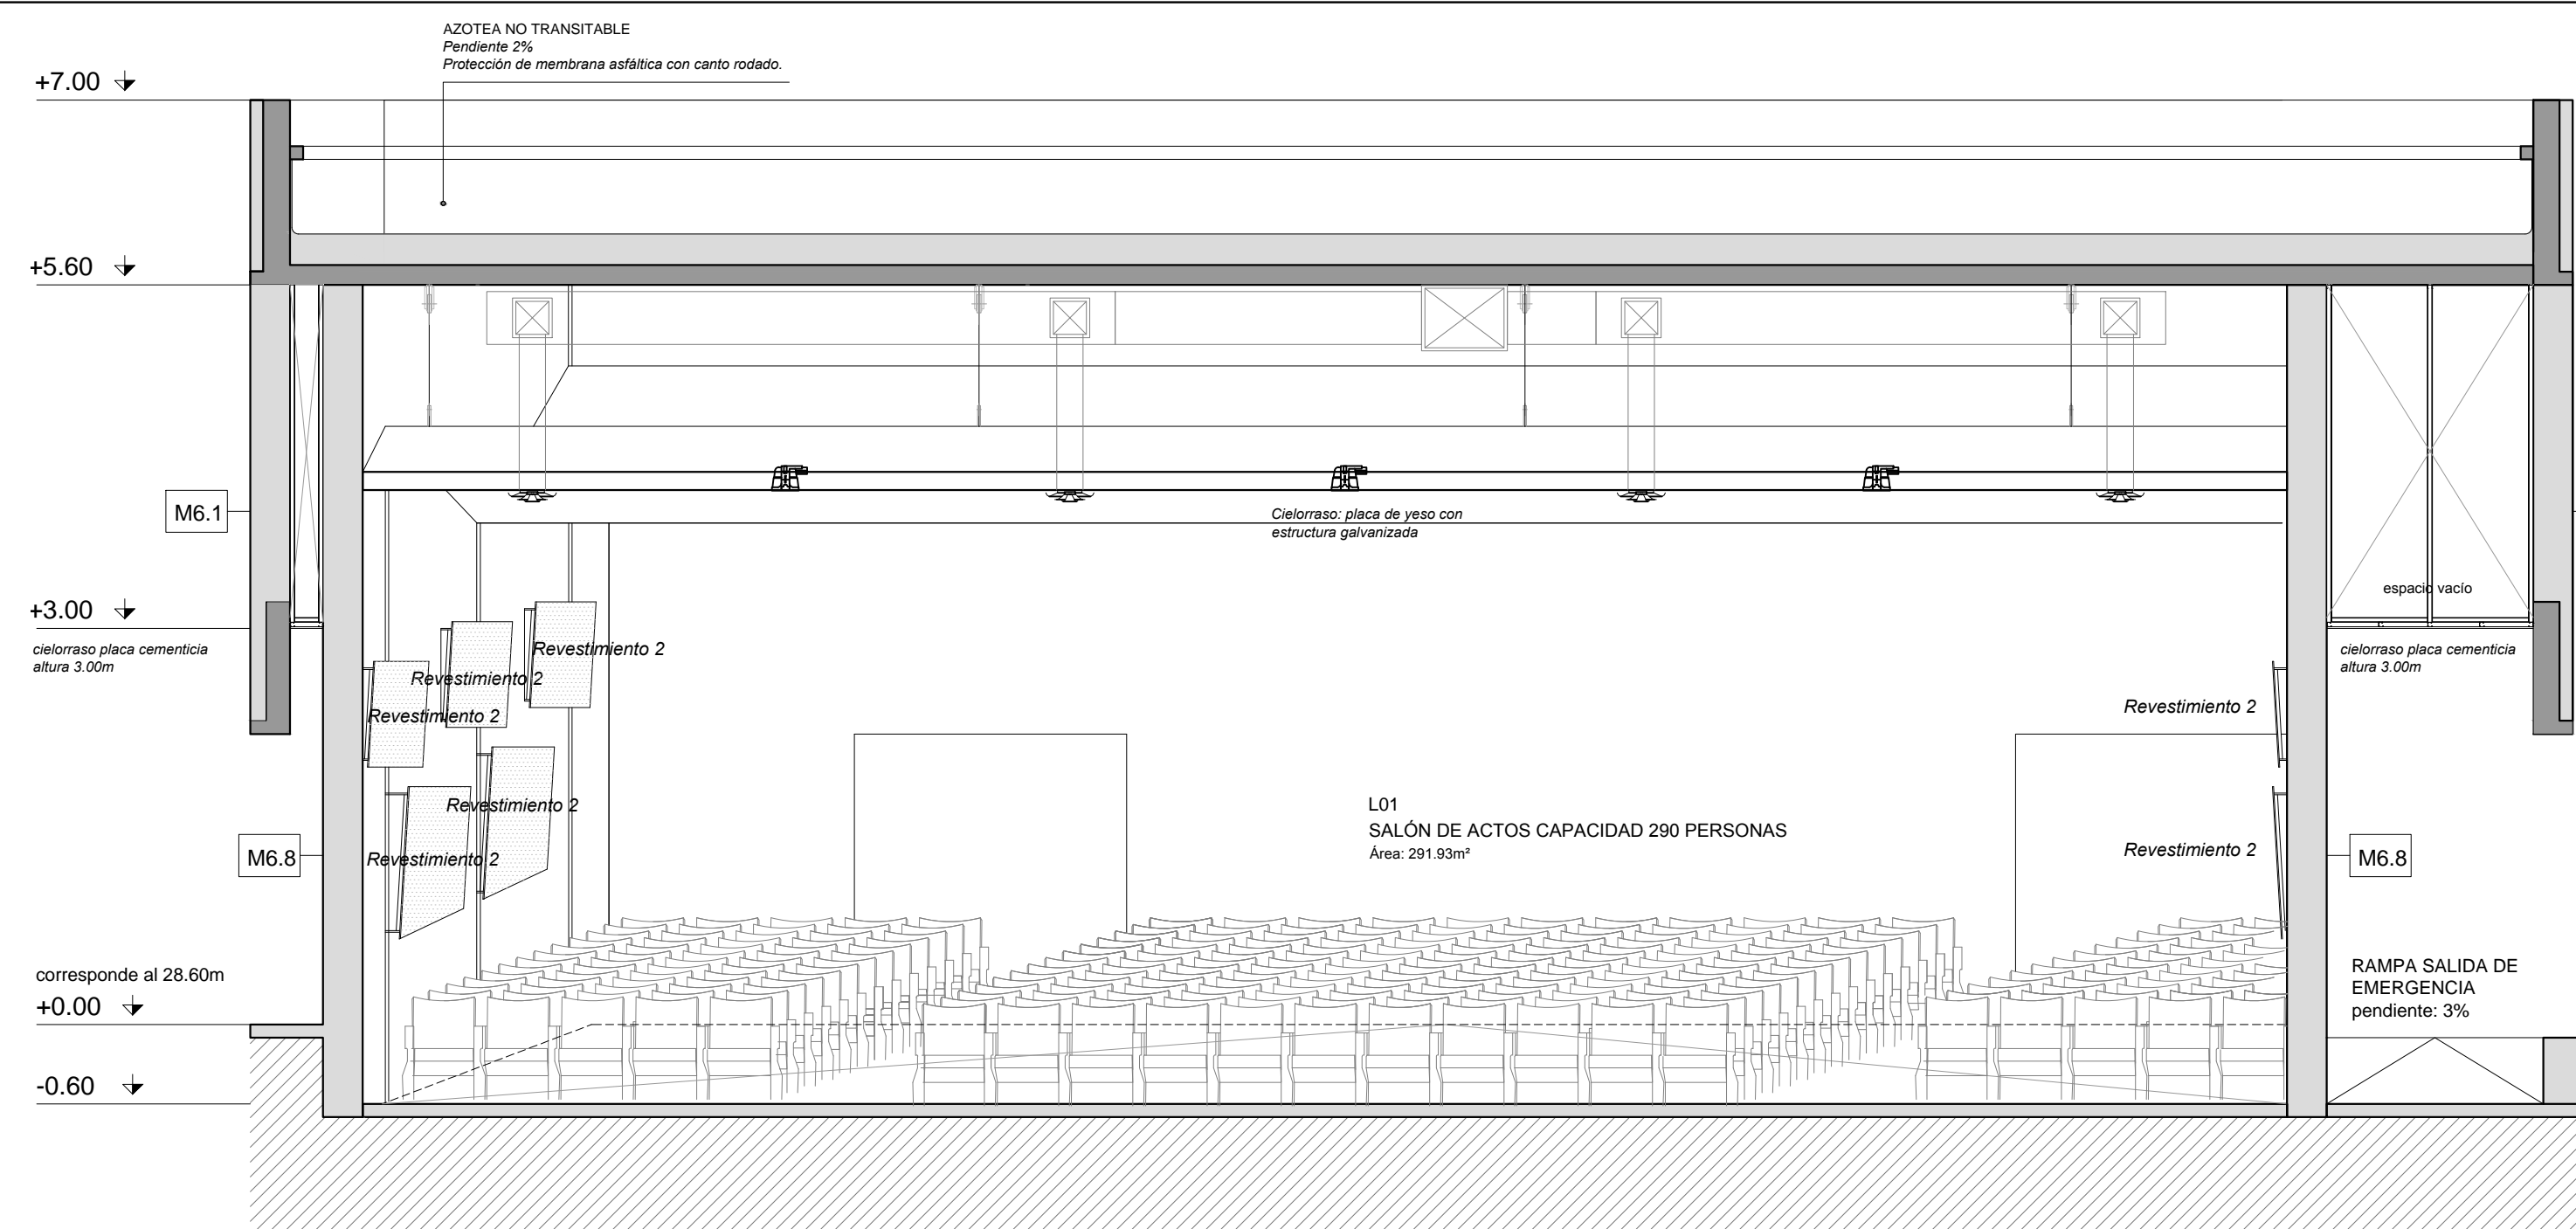 AZOTEA NO TRANSITABLE
Pendiente 2%
Protección de membrana asfáltica con canto rodado.
+7.00
+5.60
M6.1
Cielorraso: placa de yeso con
estructura galvanizada
+3.00
cielorraso placa cementicia
altura 3.00m
espacio vacío
cielorraso placa cementicia
altura 3.00m
Revestimiento 2
Revestimiento 2
Revestimiento 2
Revestimiento 2
Revestimiento 2
Revestimiento 2
Revestimiento 2
L01
SALÓN DE ACTOS CAPACIDAD 290 PERSONAS
Área: 291.93m²
M6.8
M6.8
corresponde al 28.60m
+0.00
-0.60
RAMPA SALIDA DE
EMERGENCIA
pendiente: 3%